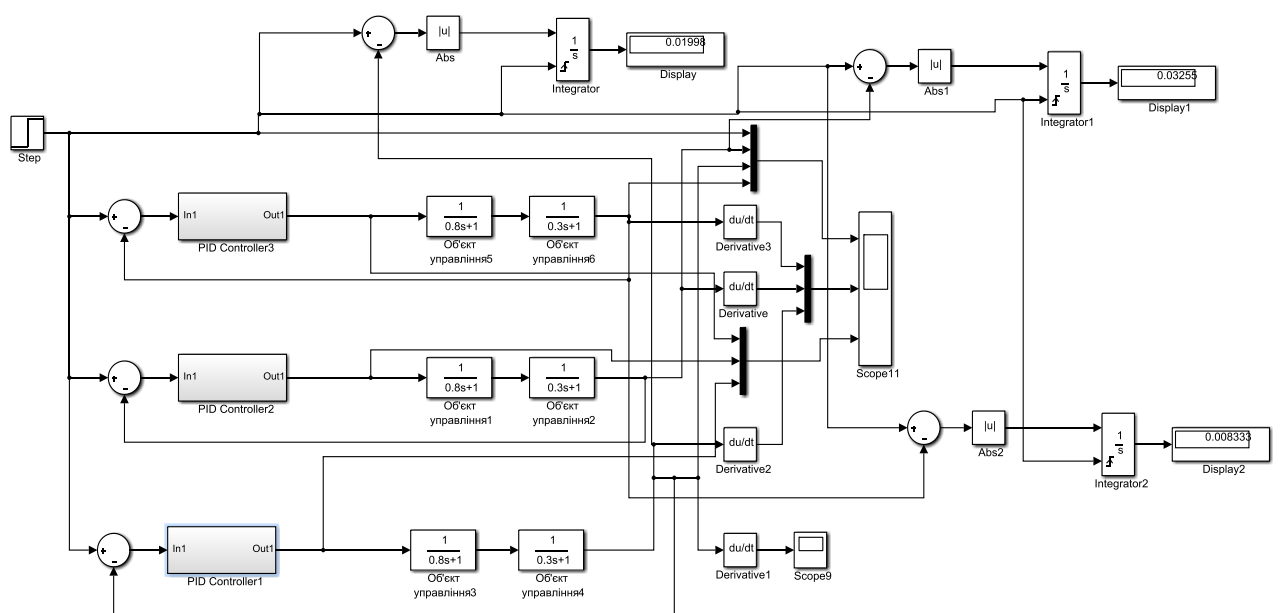 |u|
Abs
1
s
Integrator
0.01998
Display
|u|
Abs1
1
s
Integrator1
0.03255
Display1
Step
In1
Out1
PID Controller3
1
0.8s+1
Об'єкт
управління5
1
0.3s+1
Об'єкт
управління6
du/dt
Derivative3
du/dt
Derivative
Scope11
In1
Out1
PID Controller2
1
0.8s+1
Об'єкт
управління1
1
0.3s+1
Об'єкт
управління2
du/dt
Derivative2
|u|
Abs2
1
s
Integrator2
0.008333
Display2
In1
Out1
PID Controller1
1
0.8s+1
Об'єкт
управління3
1
0.3s+1
Об'єкт
управління4
du/dt
Derivative1
Scope9